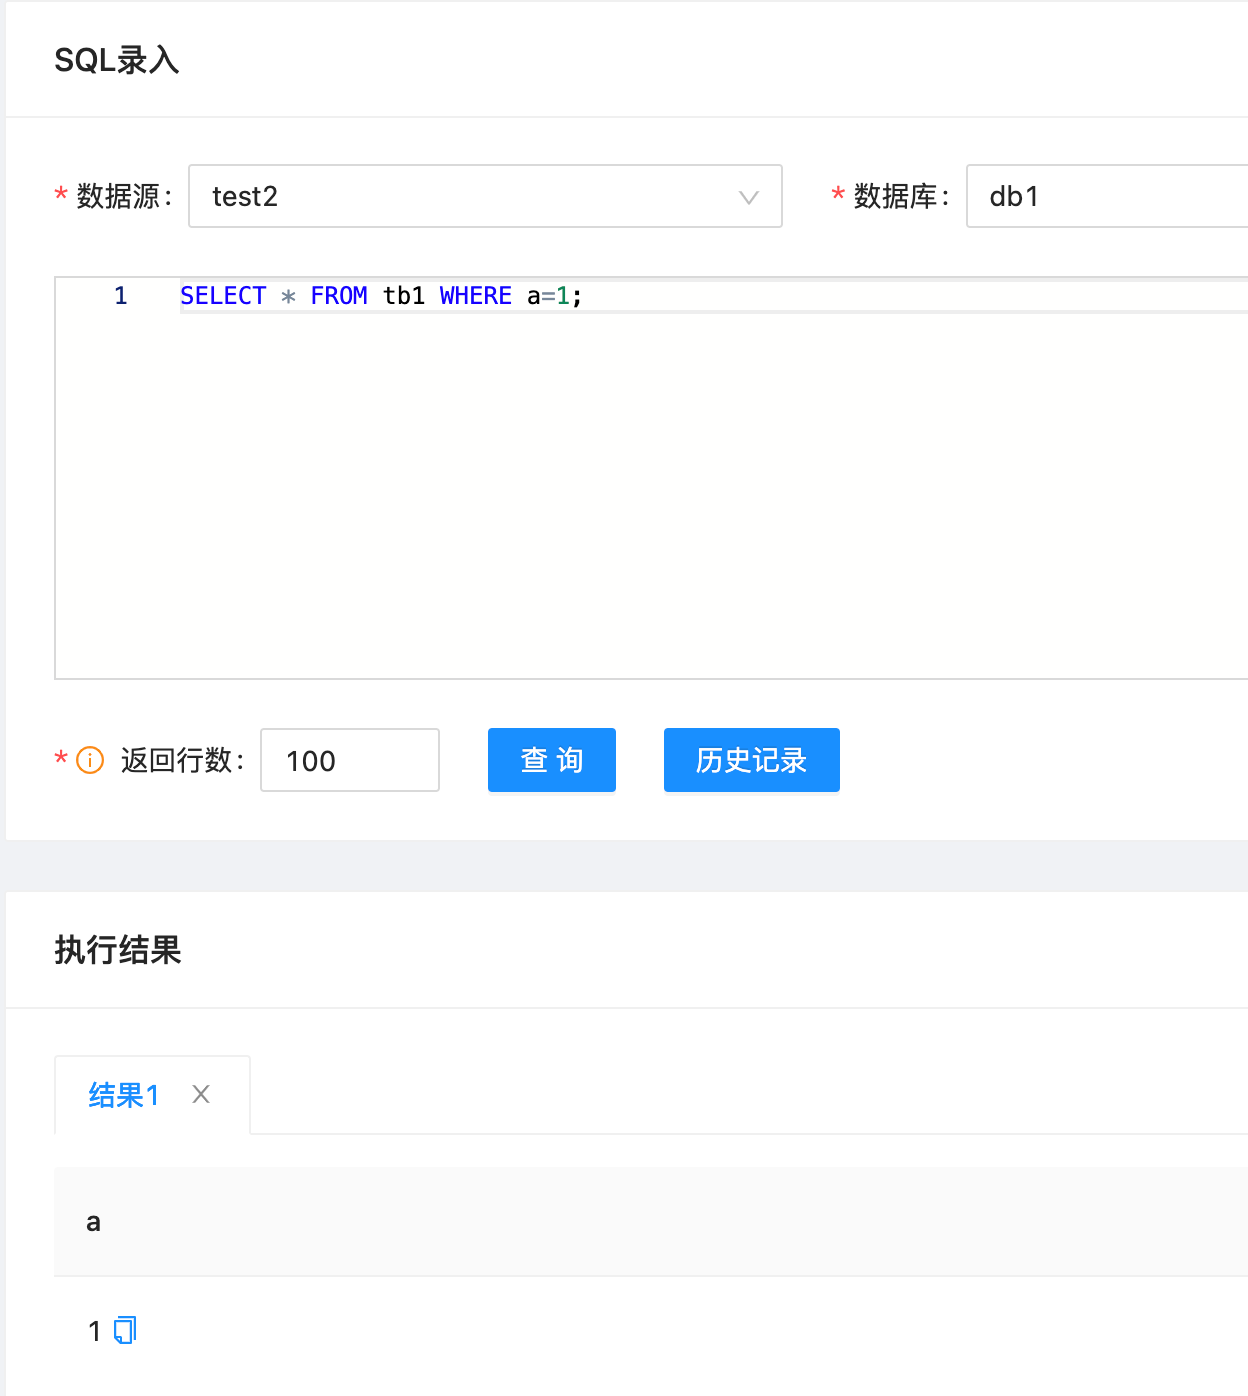 SQL录入
* 数据源: test2 * 数据库: db1
1 SELECT * FROM tb1 WHERE a=1;
* 返回行数: 100 查 询 历史记录
执行结果
结果1
a
1